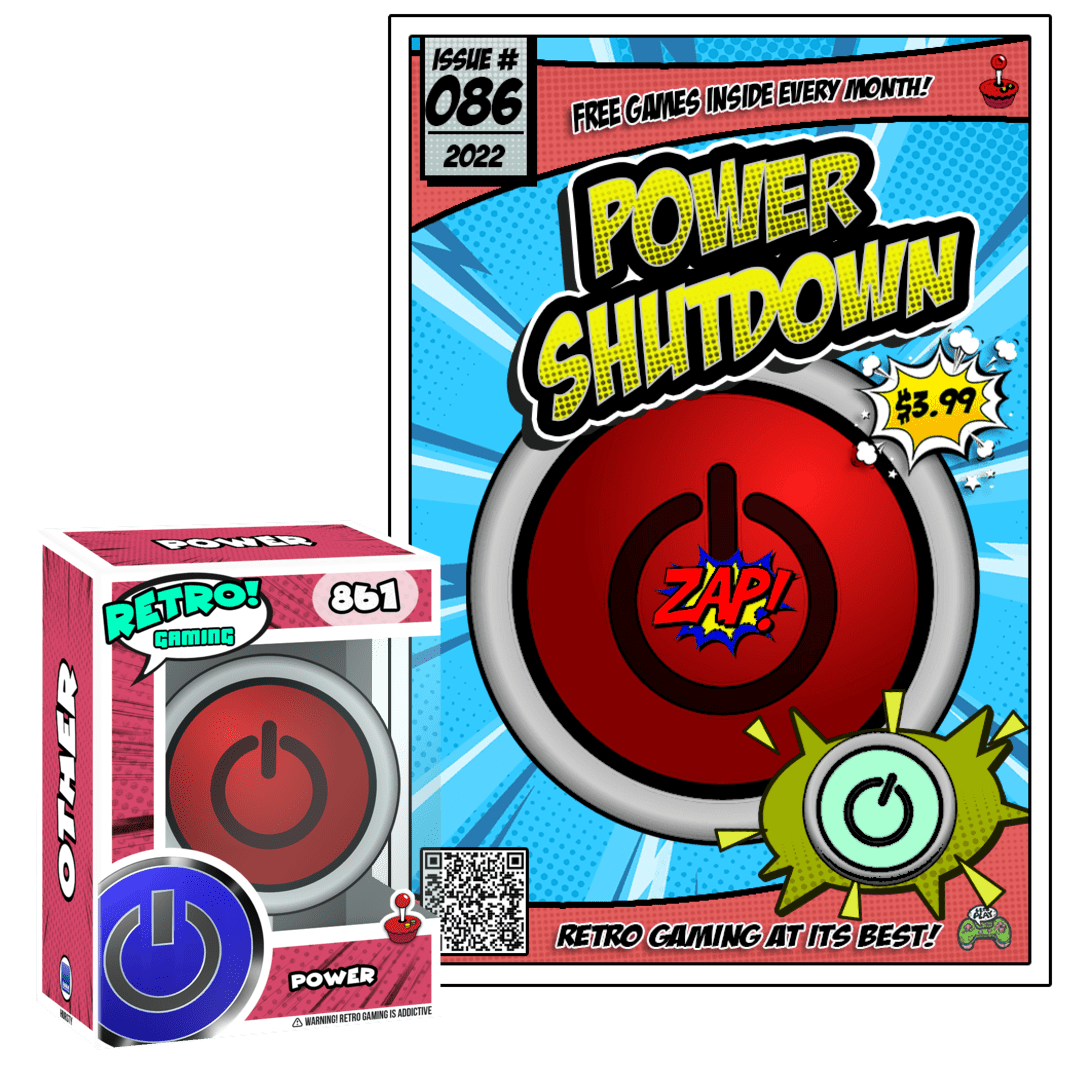 ISSUE #
086
2022
FREE GAMES INSIDE EVERY MONTH!
POWER
SHUTDOWN
$3.99
ZAP!
RETRO GAMING AT ITS BEST!
POWER
RETRO!
GAMING
861
OTHER
POWER
WARNING! RETRO GAMING IS ADDICTIVE